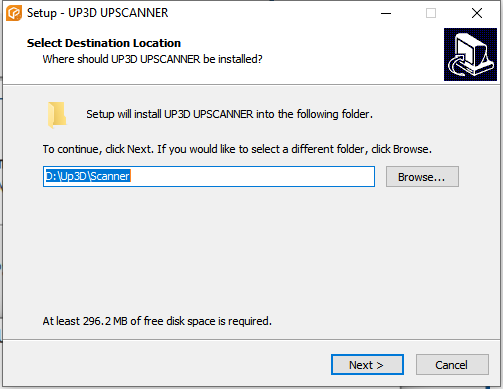 Setup - UP3D UPSCANNER
Select Destination Location
Where should UP3D UPSCANNER be installed?
Setup will install UP3D UPSCANNER into the following folder.
To continue, click Next. If you would like to select a different folder, click Browse.
D:\Up3D\Scanner
Browse...
At least 296.2 MB of free disk space is required.
Next >
Cancel